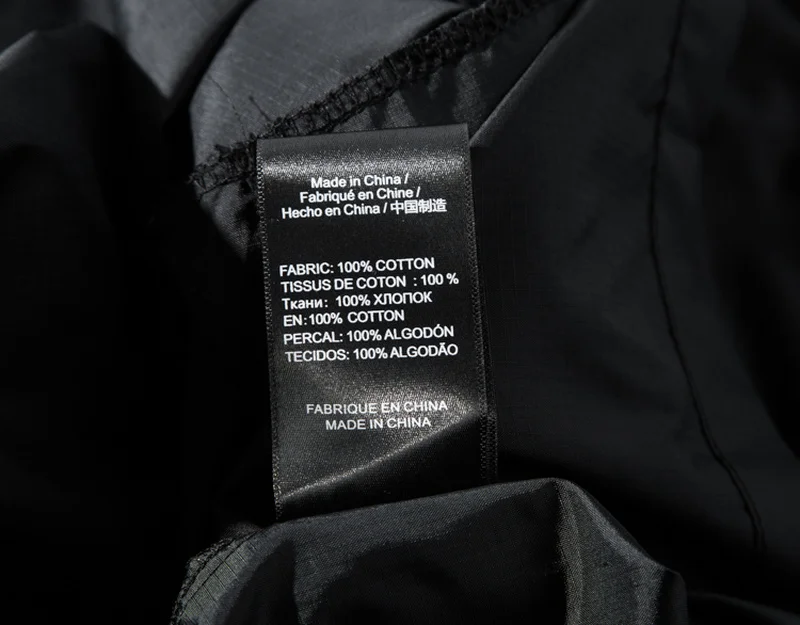 Made in China /
Fabriqué en Chine /
Hecho en China / 中国制造
FABRIC: 100% COTTON
TISSUS DE COTON : 100 %
Ткани: 100% ХЛОПОК
EN:100% COTTON
PERCAL: 100% ALGODÓN
TECIDOS: 100% ALGODÃO
FABRIQUE EN CHINA
MADE IN CHINA